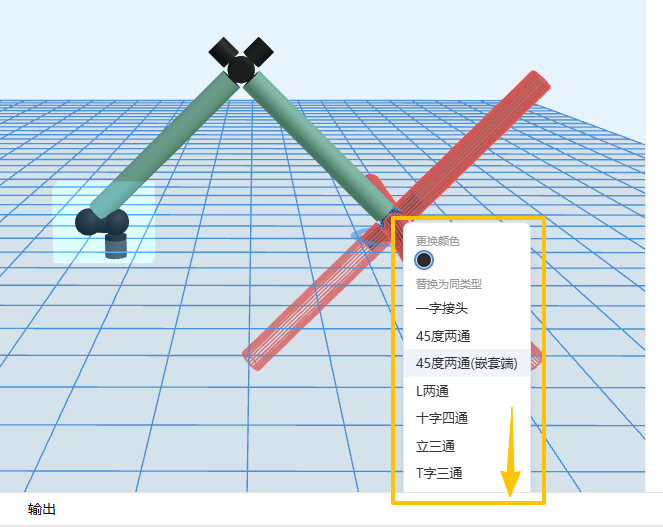 更换颜色
替换为同类型
一字接头
45度两通
45度两通(嵌套端)
L两通
十字四通
立三通
T字三通
输出